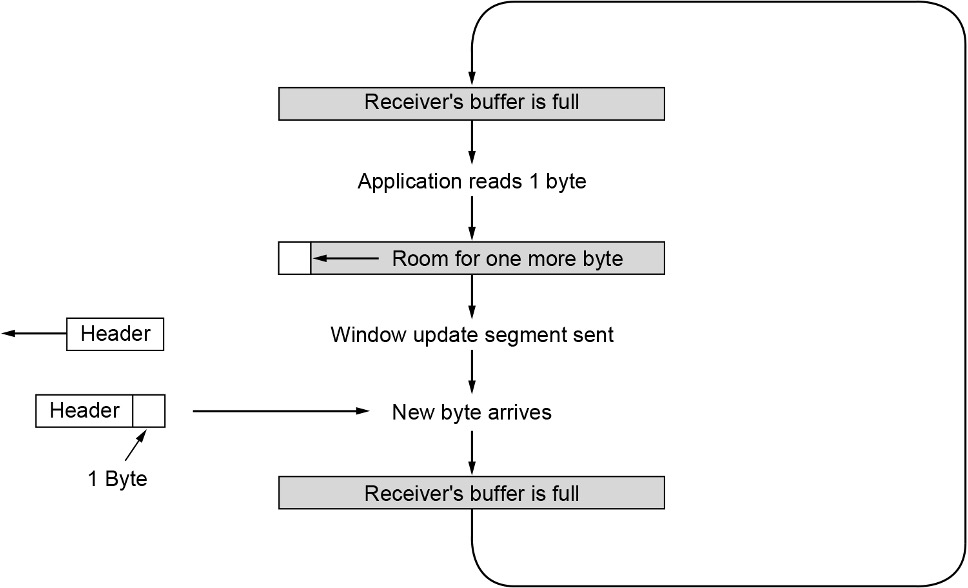 Receiver's buffer is full
Application reads 1 byte
Room for one more byte
Header
Window update segment sent
Header
New byte arrives
1 Byte
Receiver's buffer is full